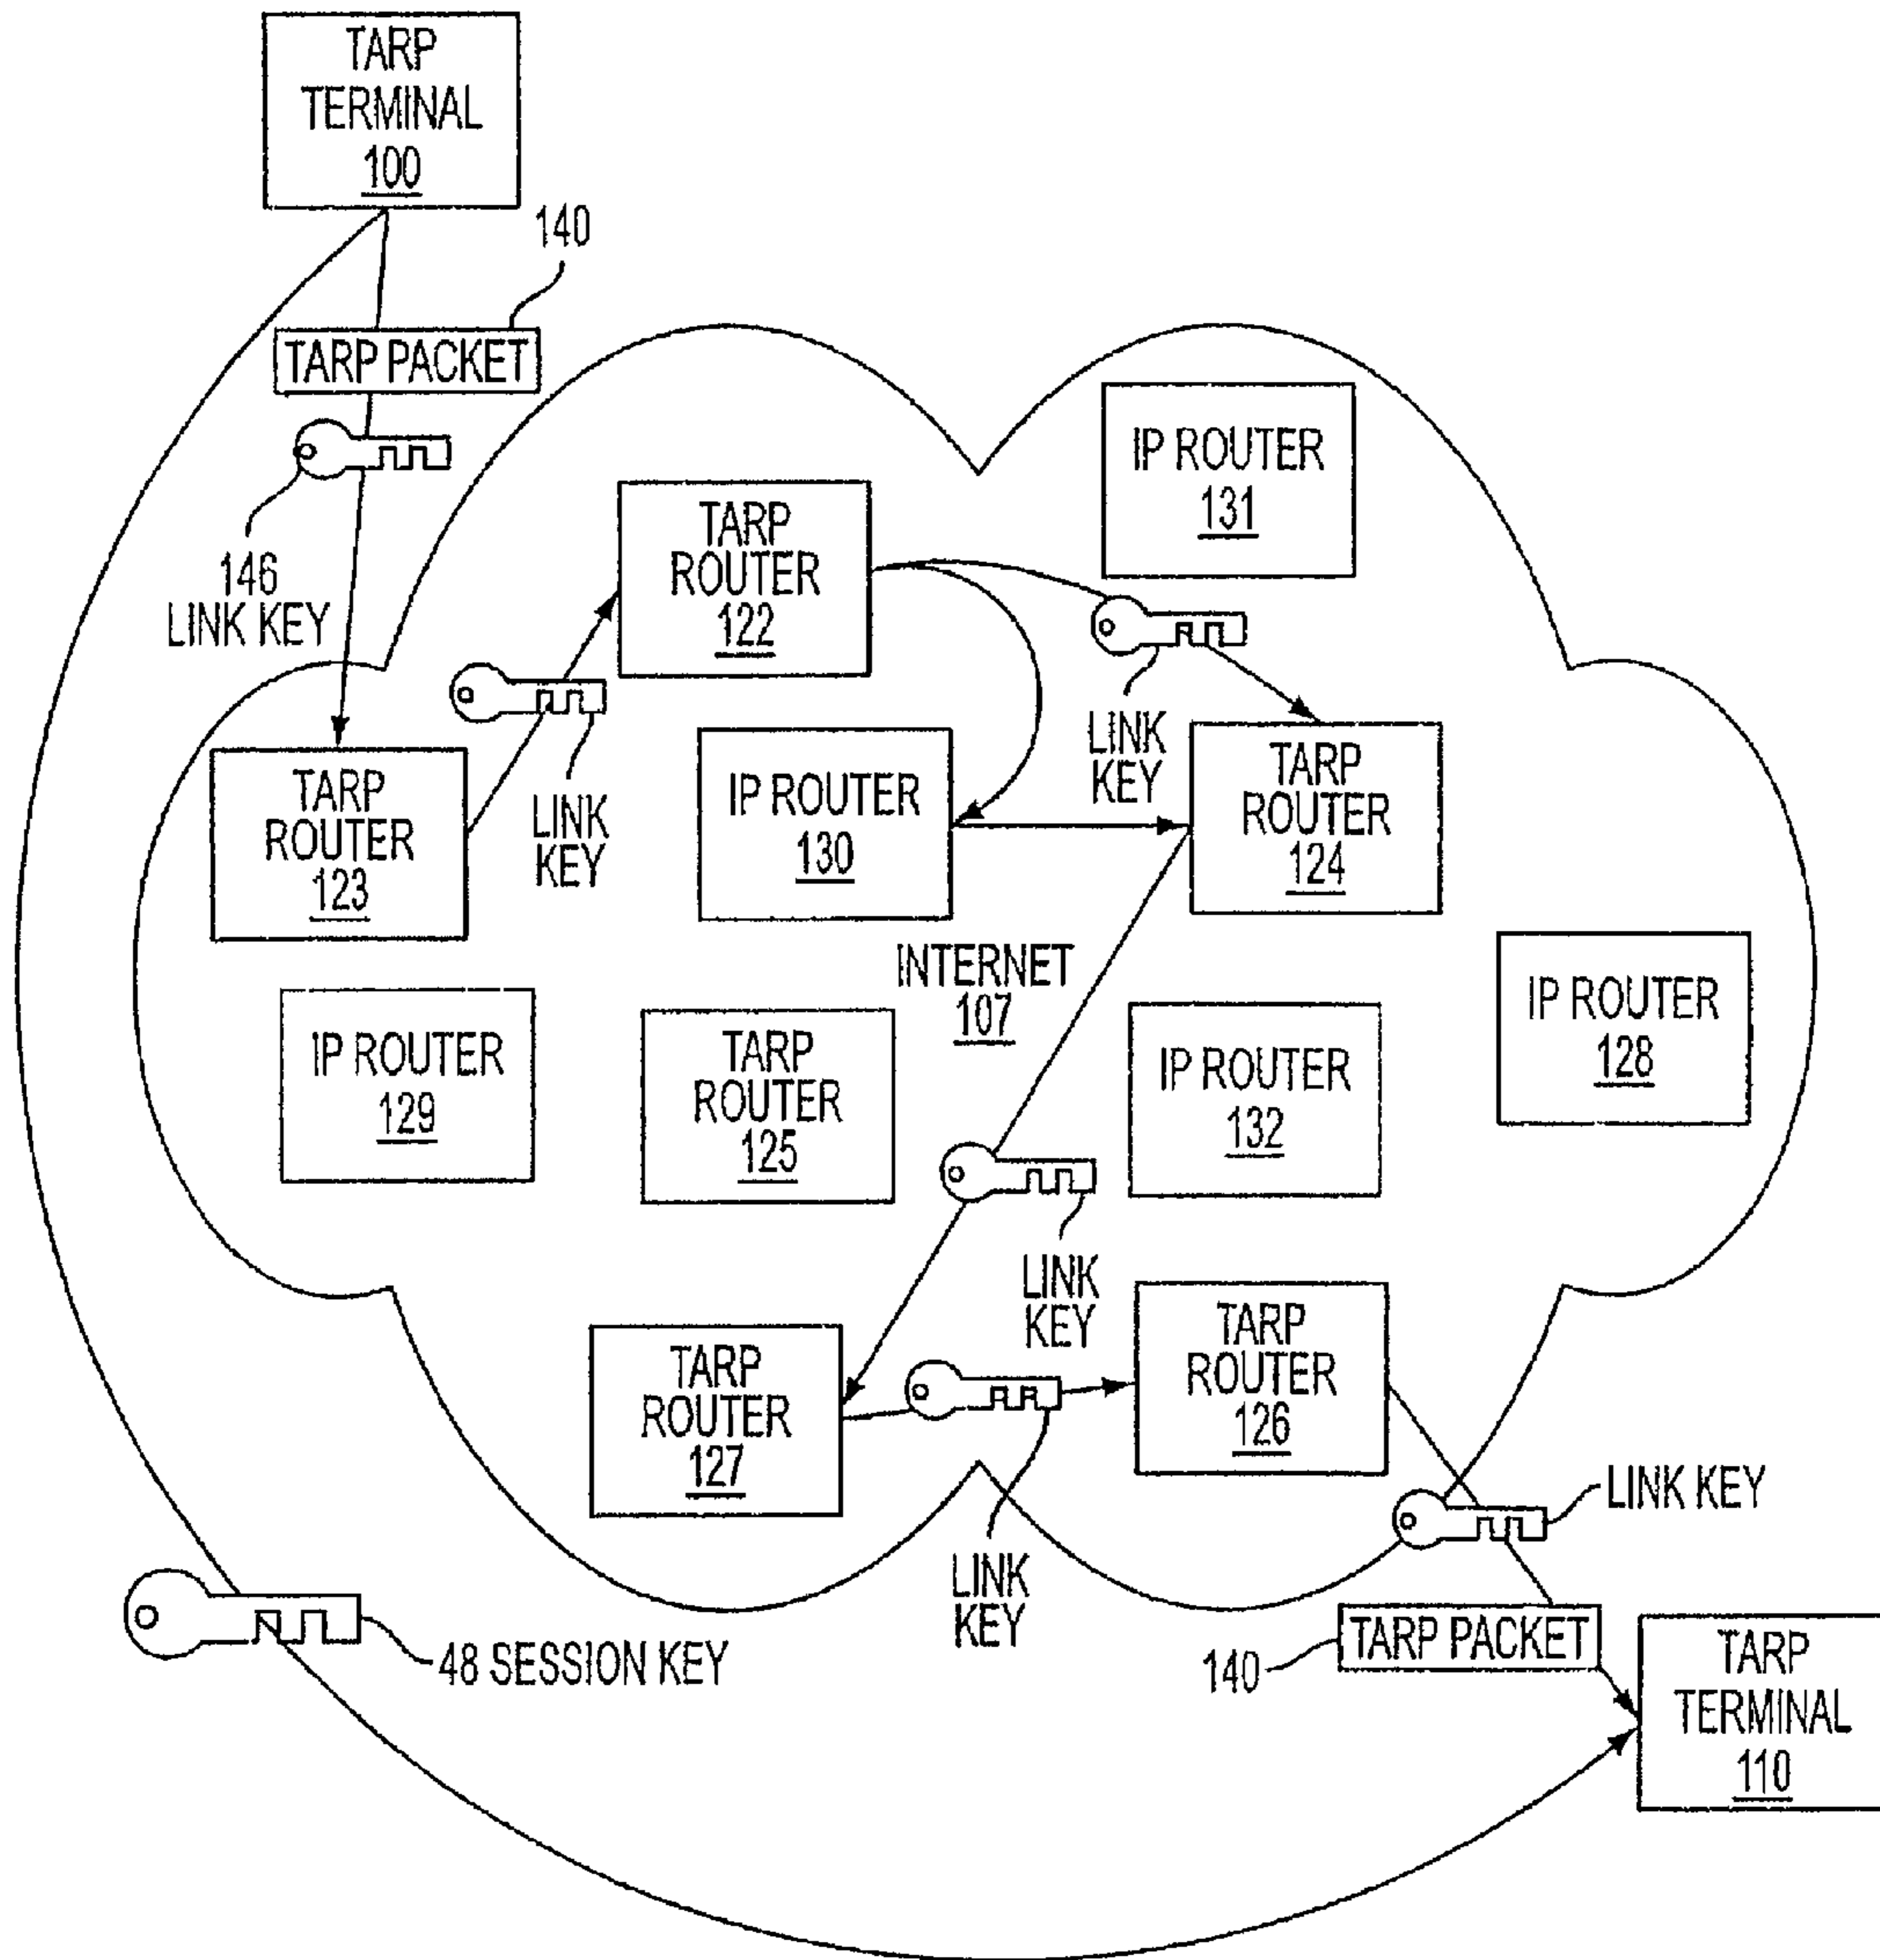 TARP
TERMINAL
100
140
TARP PACKET
146
LINK KEY
IP ROUTER
131
TARP
ROUTER
122
LINK
KEY
LINK
KEY
TARP
ROUTER
123
IP ROUTER
130
TARP
ROUTER
124
INTERNET
107
IP ROUTER
128
IP ROUTER
129
TARP
ROUTER
125
IP ROUTER
132
LINK
KEY
TARP
ROUTER
127
TARP
ROUTER
126
LINK KEY
LINK
KEY
48 SESSION KEY
140
TARP PACKET
TARP
TERMINAL
110